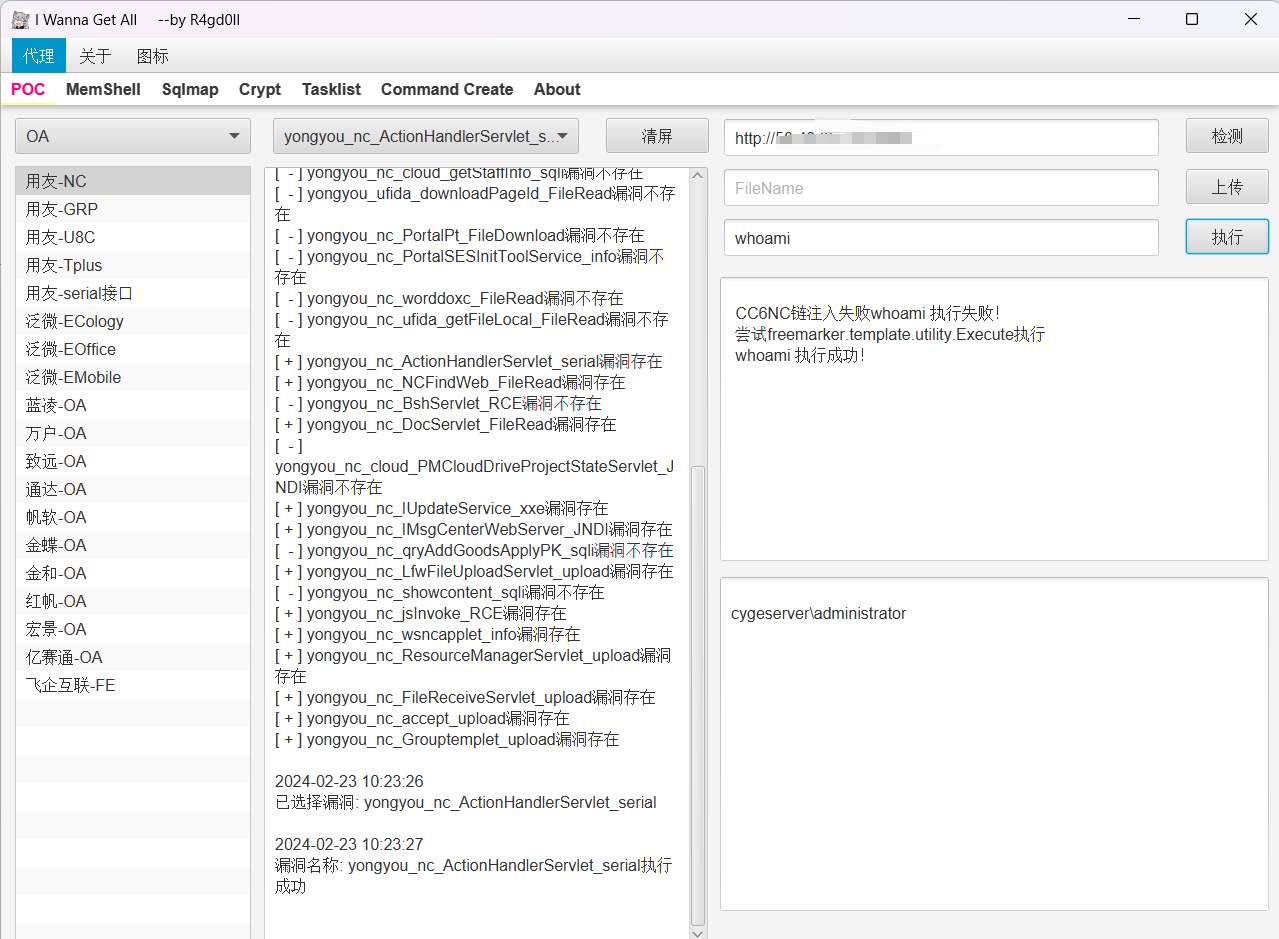 I Wanna Get All --by R4gd0ll
代理 关于 图标
POC MemShell Sqlmap Crypt Tasklist Command Create About
OA
yongyou_nc_ActionHandlerServlet_s...
清屏
http://
检测
FileName
上传
whoami
执行
用友-NC
用友-GRP
用友-U8C
用友-Tplus
用友-serial接口
泛微-ECology
泛微-EOffice
泛微-EMobile
蓝凌-OA
万户-OA
致远-OA
通达-OA
帆软-OA
金蝶-OA
金和-OA
红帆-OA
宏景-OA
亿赛通-OA
飞企互联-FE
[ - ] yongyou_nc_cloud_getStaffInfo_sqli漏洞不存在
[ - ] yongyou_ufida_downloadPageId_FileRead漏洞不存
在
[ - ] yongyou_nc_PortalPt_FileDownload漏洞不存在
[ - ] yongyou_nc_PortalSESInitToolService_info漏洞不
存在
[ - ] yongyou_nc_worddoxc_FileRead漏洞不存在
[ - ] yongyou_nc_ufida_getFileLocal_FileRead漏洞不存
在
[ + ] yongyou_nc_ActionHandlerServlet_serial漏洞存在
[ + ] yongyou_nc_NCFindWeb_FileRead漏洞存在
[ - ] yongyou_nc_BshServlet_RCE漏洞不存在
[ + ] yongyou_nc_DocServlet_FileRead漏洞存在
[ - ]
yongyou_nc_cloud_PMCloudDriveProjectStateServlet_J
NDI漏洞不存在
[ + ] yongyou_nc_IUpdateService_xxe漏洞存在
[ + ] yongyou_nc_IMsgCenterWebServer_JNDI漏洞存在
[ - ] yongyou_nc_qryAddGoodsApplyPK_sqli漏洞不存在
[ + ] yongyou_nc_LfwFileUploadServlet_upload漏洞存在
[ - ] yongyou_nc_showcontent_sqli漏洞不存在
[ + ] yongyou_nc_jsInvoke_RCE漏洞存在
[ + ] yongyou_nc_wsncapplet_info漏洞存在
[ + ] yongyou_nc_ResourceManagerServlet_upload漏洞
存在
[ + ] yongyou_nc_FileReceiveServlet_upload漏洞存在
[ + ] yongyou_nc_accept_upload漏洞存在
[ + ] yongyou_nc_Grouptemplet_upload漏洞存在
2024-02-23 10:23:26
已选择漏洞: yongyou_nc_ActionHandlerServlet_serial
2024-02-23 10:23:27
漏洞名称: yongyou_nc_ActionHandlerServlet_serial执行
成功
CC6NC链注入失败whoami 执行失败!
尝试freemarker.template.utility.Execute执行
whoami 执行成功!
cygeserver\administrator